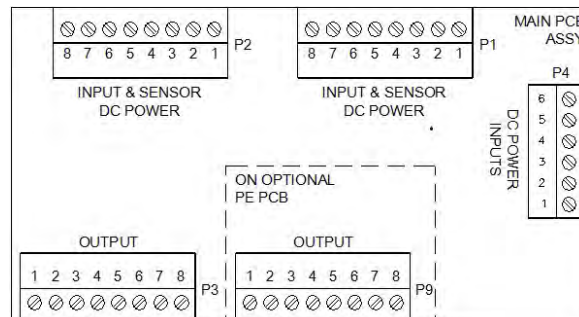 8 7 6 5 4 3 2 1
P2
INPUT & SENSOR
DC POWER
8 7 6 5 4 3 2 1
P1
INPUT & SENSOR
DC POWER
MAIN PCB
ASSY
P4
6
5
4
3
2
1
DC POWER
INPUTS
ON OPTIONAL
PE PCB
OUTPUT
1 2 3 4 5 6 7 8
P3
OUTPUT
1 2 3 4 5 6 7 8
P9